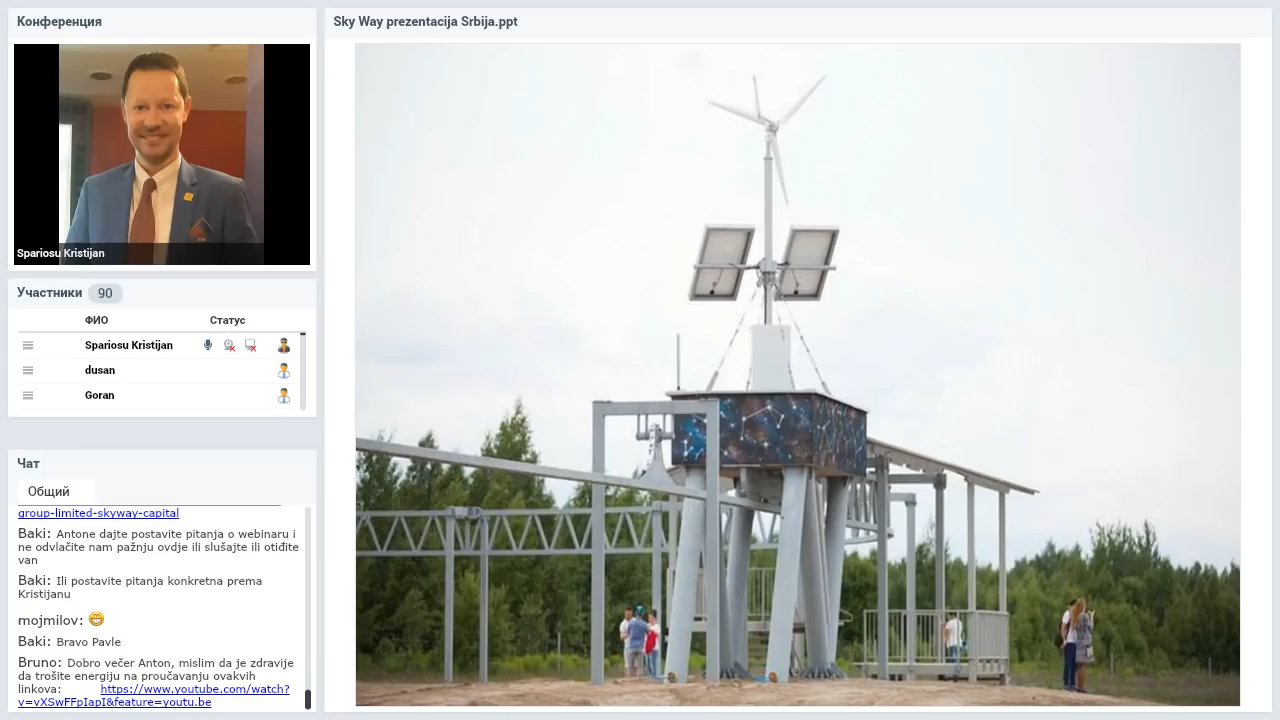 Конференция
Spariosu Kristijan
Участники 90
ФИО Статус
Spariosu Kristijan
dusan
Goran
Чат
Общий
group-limited-skyway-capital
Baki: Antone dajte postavite pitanja o webinaru i
ne odvlačite nam pažnju ovdje ili slušajte ili otiđite
van
Baki: Ili postavite pitanja konkretna prema
Kristijanu
mojmilov:
Baki: Bravo Pavle
Bruno: Dobro večer Anton, mislim da je zdravije
da trošite energiju na proučavanju ovakvih
linkova: https://www.youtube.com/watch?
v=vXSwFFpIapI&feature=youtu.be
Sky Way prezentacija Srbija.ppt